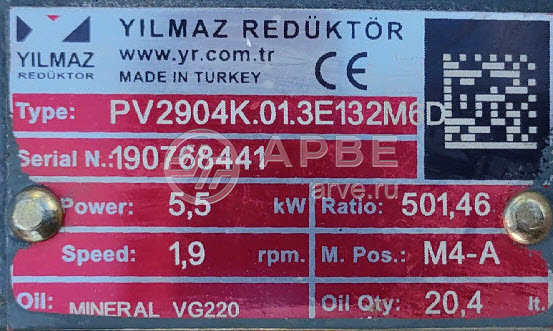 YILMAZ REDÜKTÖR
YILMAZ
REDÜKTÖR
www.yr.com.tr
MADE IN TURKEY
CE
Type: PV2904K.01.3E132M6D
Serial N.: 190768441
АРВЕ
arve.ru
Power: 5,5 kW Ratio: 501,46
Speed: 1,9 rpm. M. Pos.: M4-A
Oil: MINERAL VG220 Oil Qty: 20,4 lt.